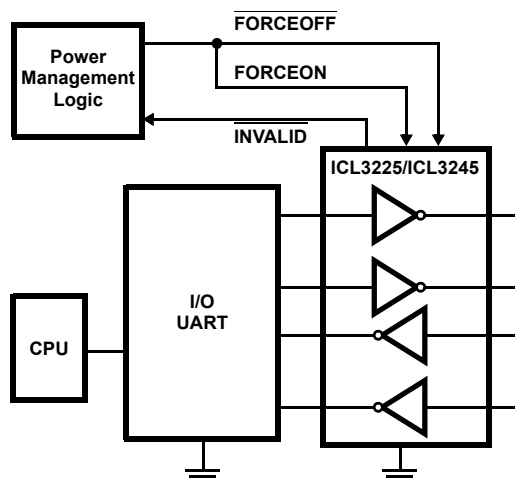 FORCEOFF
Power
Management
Logic
FORCEON
INVALID
ICL3225/ICL3245
I/O
UART
CPU